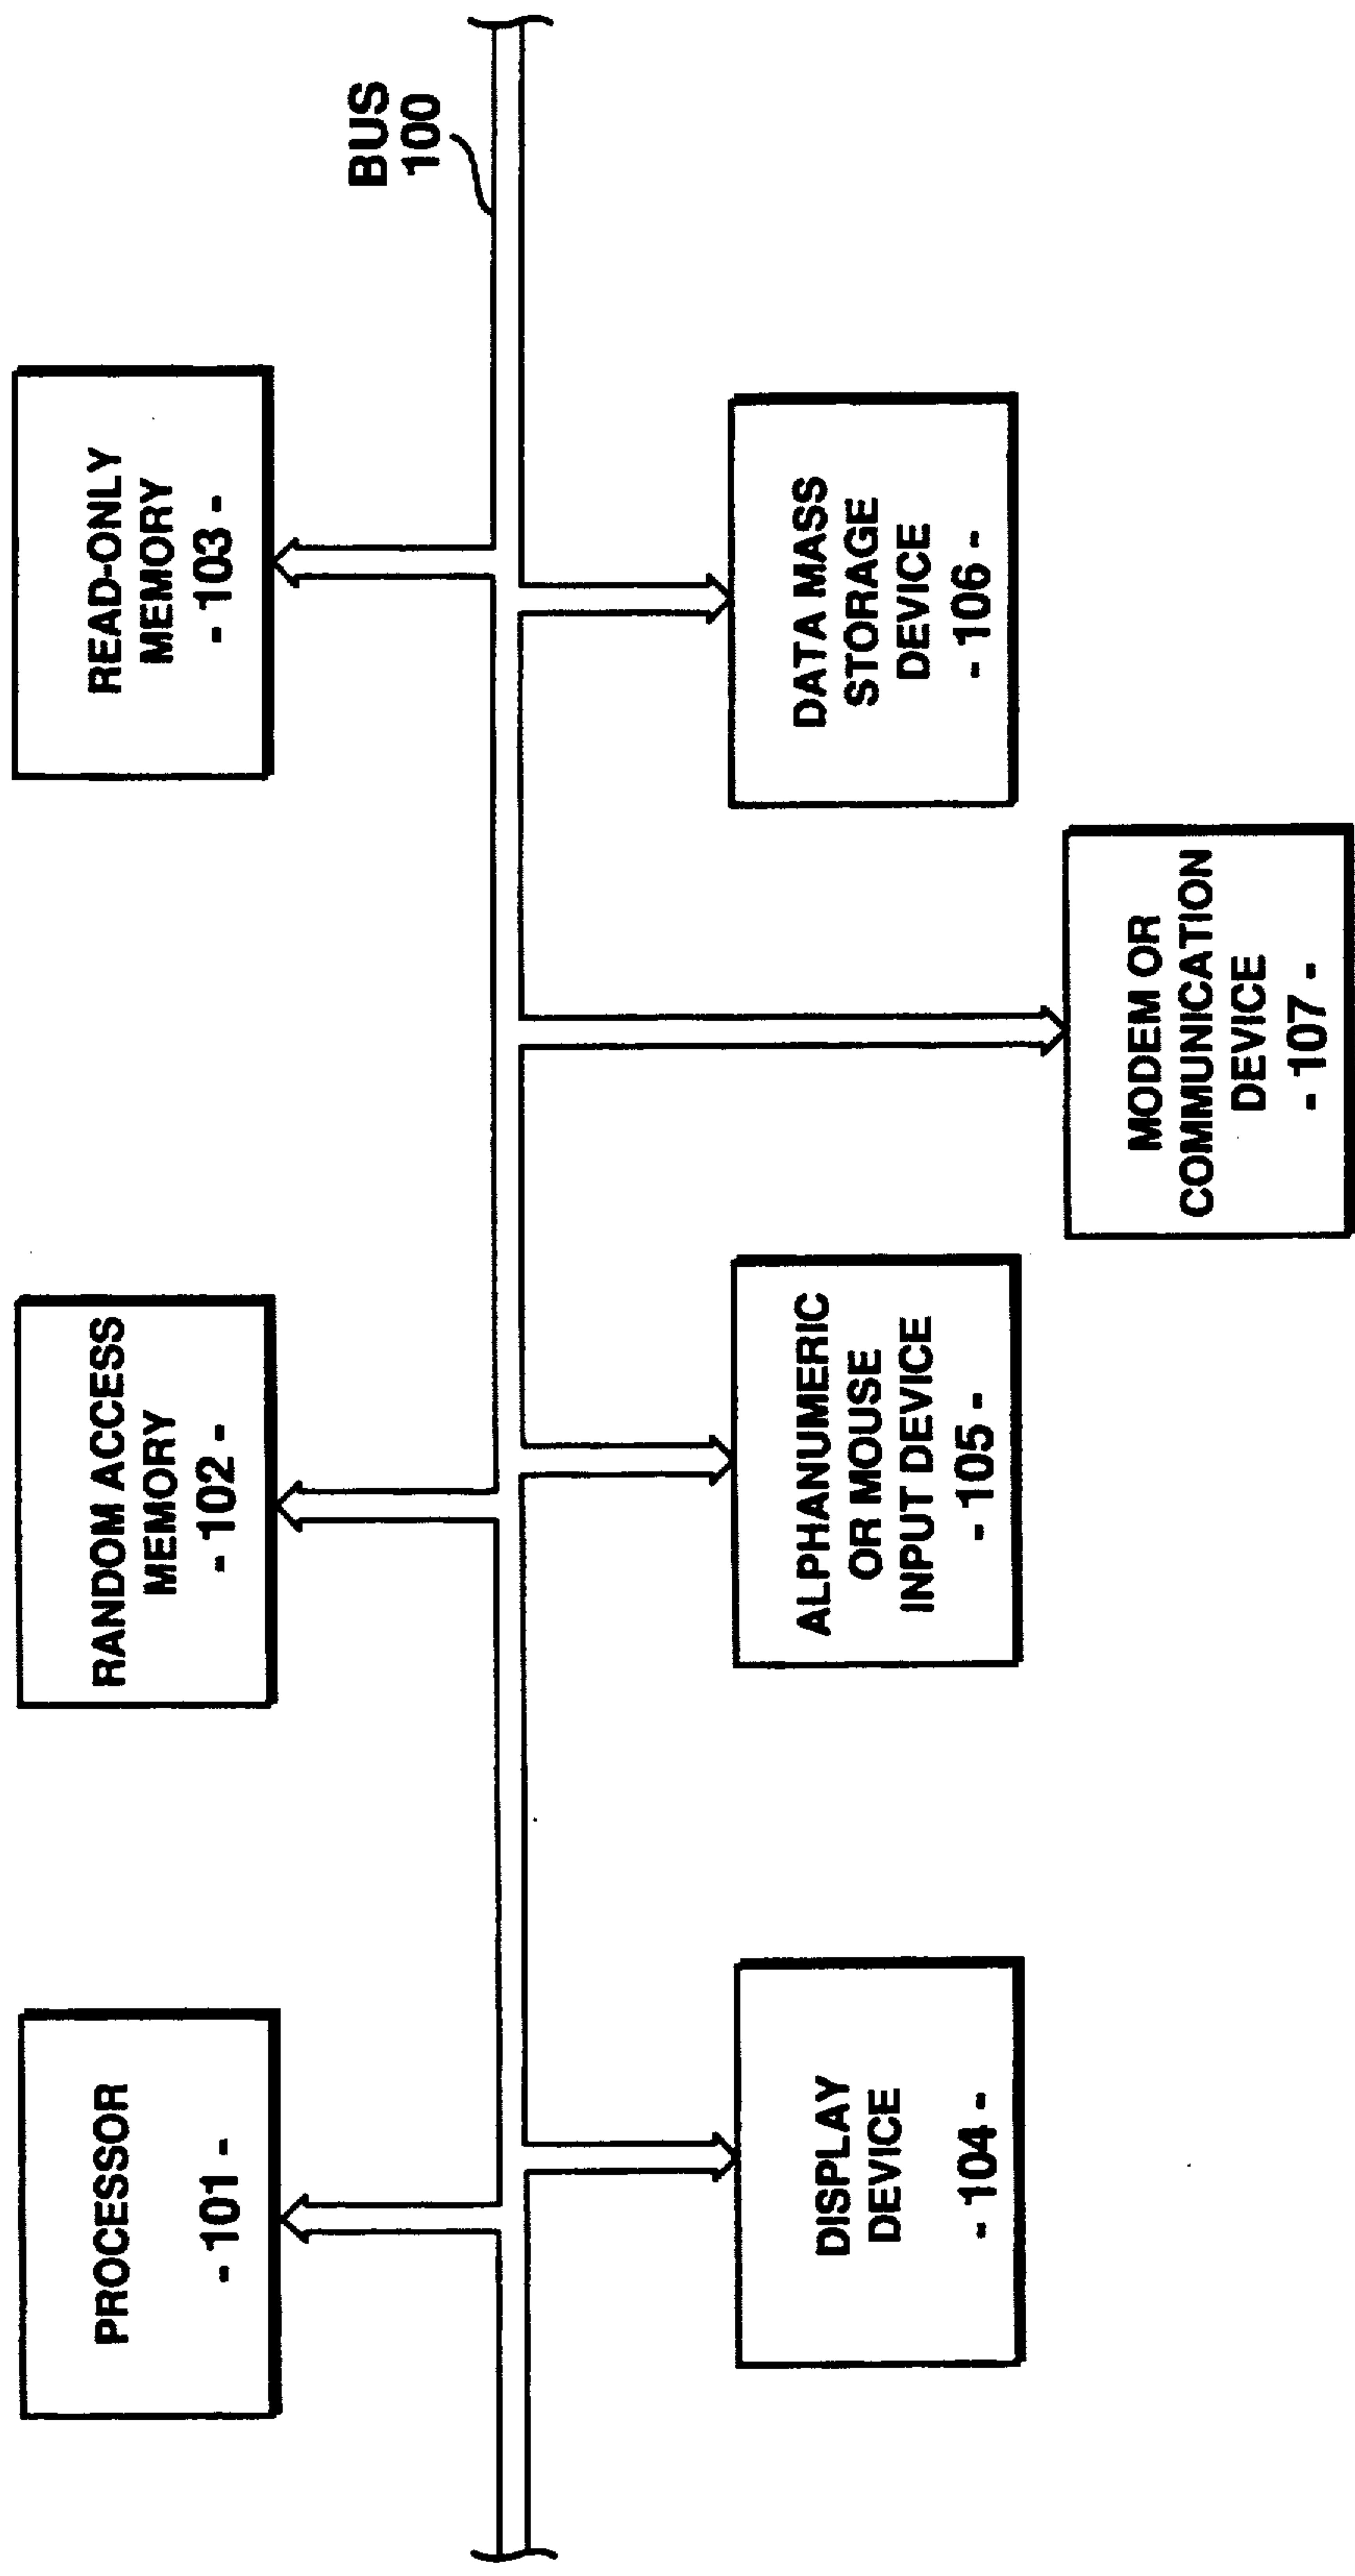 PROCESSOR
- 101 -
RANDOM ACCESS
MEMORY
- 102 -
READ-ONLY
MEMORY
- 103 -
BUS
100
DISPLAY
DEVICE
- 104 -
ALPHANUMERIC
OR MOUSE
INPUT DEVICE
- 105 -
DATA MASS
STORAGE
DEVICE
- 106 -
MODEM OR
COMMUNICATION
DEVICE
- 107 -